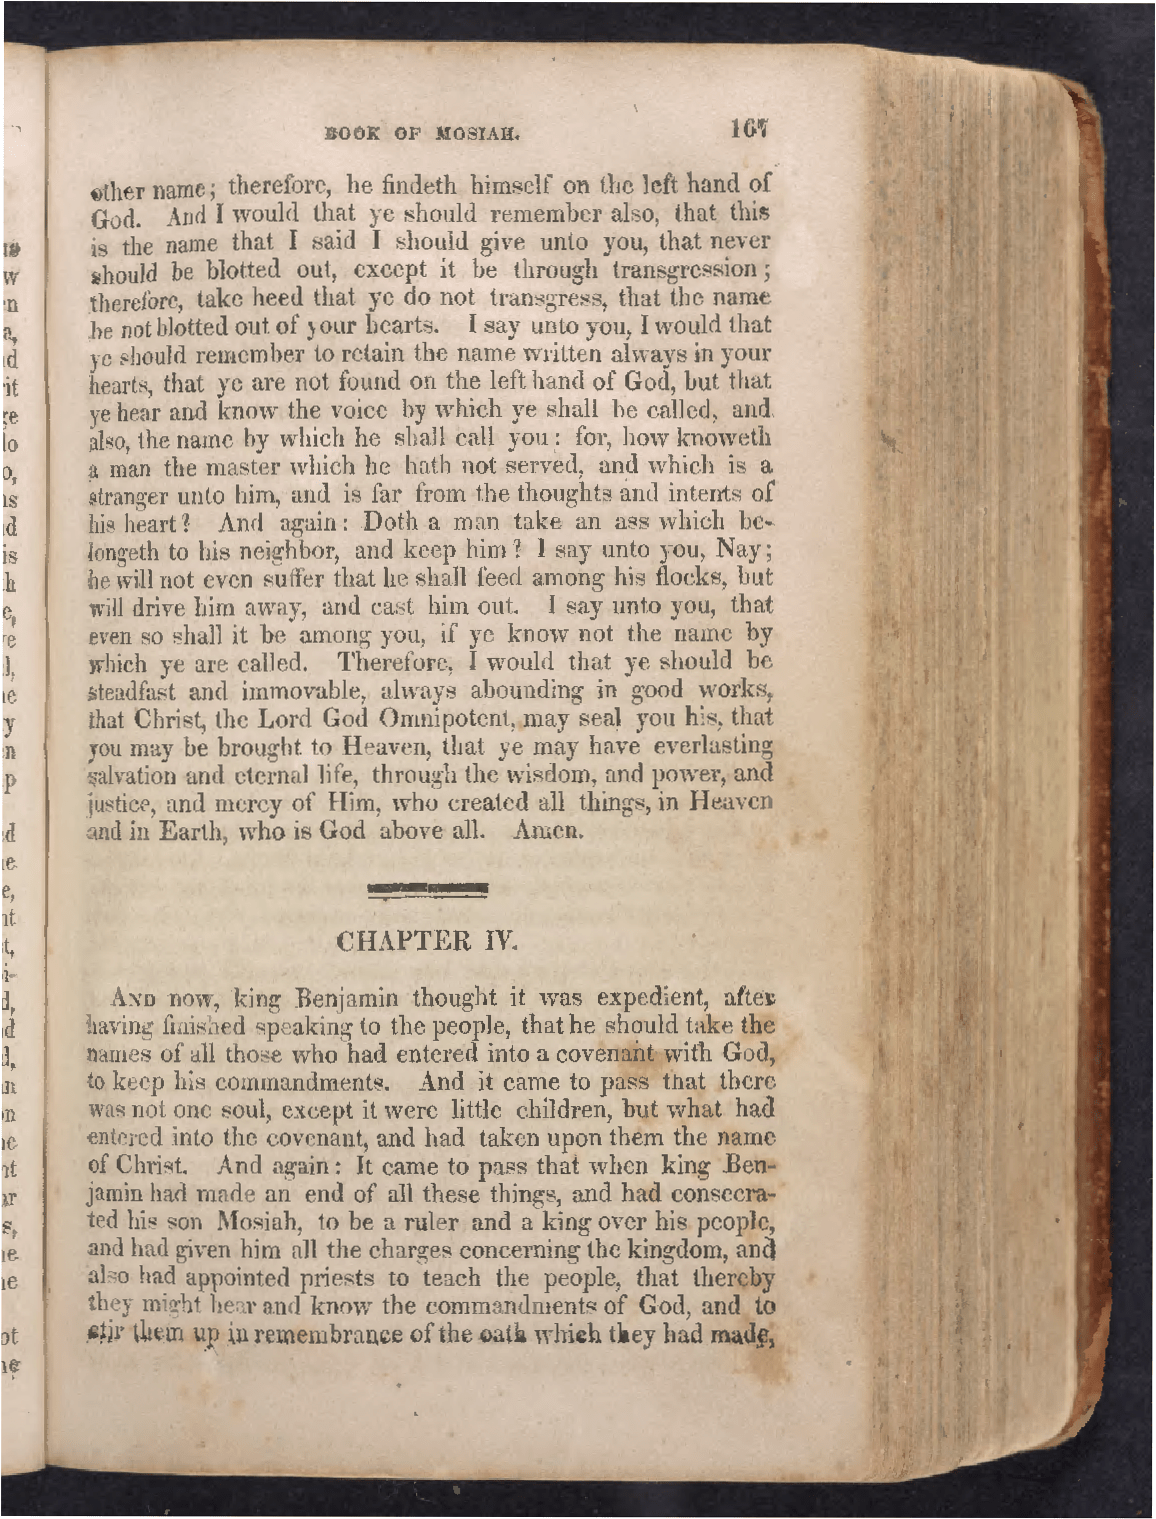 BOOK OF MOSIAH. 167
other name; therefore, he findeth himself on the left hand of
God. And I would that ye should remember also, that this
is the name that I said I should give unto you, that never
should be blotted out, except it be through transgression;
therefore, take heed that ye do not transgress, that the name
be not blotted out of your hearts. I say unto you, I would that
ye should remember to retain the name written always in your
hearts, that ye are not found on the left hand of God, but that
ye hear and know the voice by which ye shall be called, and
also, the name by which he shall call you: for, how knoweth
a man the master which he hath not served, and which is a
stranger unto him, and is far from the thoughts and intents of
his heart? And again: Doth a man take an ass which be-
longeth to his neighbor, and keep him? I say unto you, Nay;
he will not even suffer that he shall feed among his flocks, but
will drive him away, and cast him out. I say unto you, that
even so shall it be among you, if ye know not the name by
which ye are called. Therefore, I would that ye should be
steadfast and immovable, always abounding in good works,
that Christ, the Lord God Omnipotent, may seal you his, that
you may be brought to Heaven, that ye may have everlasting
salvation and eternal life, through the wisdom, and power, and
justice, and mercy of Him, who created all things, in Heaven
and in Earth, who is God above all. Amen.
CHAPTER IV.
AND now, king Benjamin thought it was expedient, after
having finished speaking to the people, that he should take the
names of all those who had entered into a covenant with God,
to keep his commandments. And it came to pass that there
was not one soul, except it were little children, but what had
entered into the covenant, and had taken upon them the name
of Christ. And again: It came to pass that when king Ben-
jamin had made an end of all these things, and had consecra-
ted his son Mosiah, to be a ruler and a king over his people,
and had given him all the charges concerning the kingdom, and
also had appointed priests to teach the people, that thereby
they might hear and know the commandments of God, and to
stir them up in remembrance of the oath which they had made,